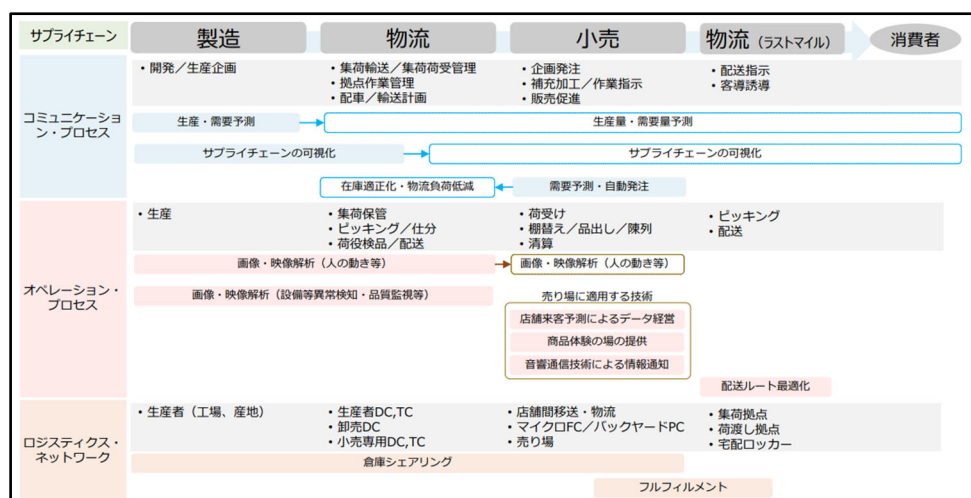 サプライチェーン
製造
物流
小売
物流（ラストマイル）
消費者
コミュニケーショ
ン・プロセス
・開発／生産企画
・集荷輸送／集荷荷受管理
・拠点作業管理
・配車／輸送計画
・企画発注
・補充加工／作業指示
・販売促進
・配送指示
・客導誘導
生産・需要予測
生産量・需要量予測
サプライチェーンの可視化
サプライチェーンの可視化
在庫適正化・物流負荷低減
需要予測・自動発注
オペレーション・
プロセス
・生産
・集荷保管
・ピッキング／仕分
・荷役検品／配送
・荷受け
・棚替え／品出し／陳列
・清算
・ピッキング
・配送
画像・映像解析（人の動き等）
画像・映像解析（人の動き等）
画像・映像解析（設備等異常検知・品質監視等）
売り場に適用する技術
店舗来客予測によるデータ経営
商品体験の場の提供
音響通信技術による情報通知
配送ルート最適化
ロジスティクス・
ネットワーク
・生産者（工場、産地）
・生産者DC,TC
・卸売DC
・小売専用DC,TC
・店舗間移送・物流
・マイクロFC／バックヤードPC
・売り場
・集荷拠点
・荷渡し拠点
・宅配ロッカー
倉庫シェアリング
フルフィルメント